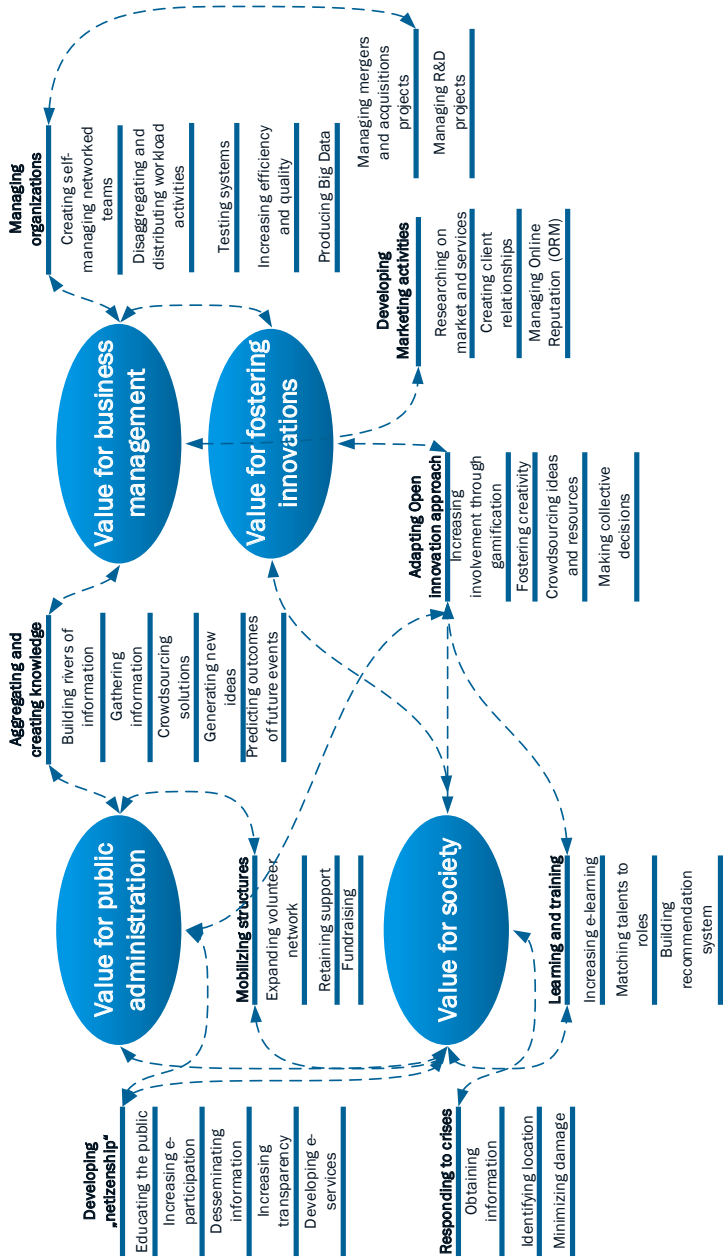 Developing
„netizenship“
Educating the public
Increasing e-
participation
Desseminating
information
Increasing
transparency
Developing e-
services
Value for public
administration
Aggregating and
creating knowledge
Building rivers of
information
Gathering
information
Crowdsourcing
solutions
Generating new
ideas
Predicting outcomes
of future events
Value for business
management
Managing
organizations
Creating self-
managing networked
teams
Disaggregating and
distributing workload
activities
Testing systems
Increasing efficiency
and quality
Producing Big Data
Managing mergers
and acquisitions
projects
Managing R&D
projects
Value for fostering
innovations
Mobilizing structures
Expanding volunteer
network
Retaining support
Fundraising
Developing
Marketing activities
Researching on
market and services
Creating client
relationships
Managing Online
Reputation (ORM)
Adapting Open
innovation approach
Increasing
involvement through
gamification
Fostering creativity
Crowdsourcing ideas
and resources
Making collective
decisions
Value for society
Responding to crises
Obtaining
information
Identifying location
Minimizing damage
Learning and training
Increasing e-learning
Matching talents to
roles
Building
recommendation
system